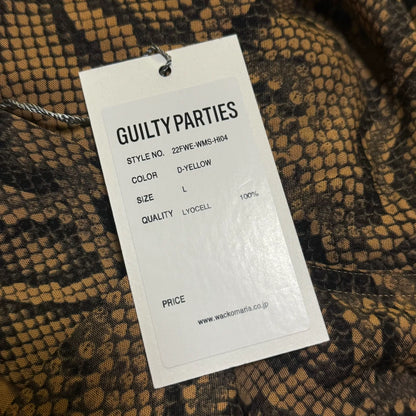 GUILTY PARTIES
STYLE NO. 22FWE-WMS-HI04
COLOR D-YELLOW
SIZE L
QUALITY LYOCELL 100%
PRICE
www.wackomaria.co.jp